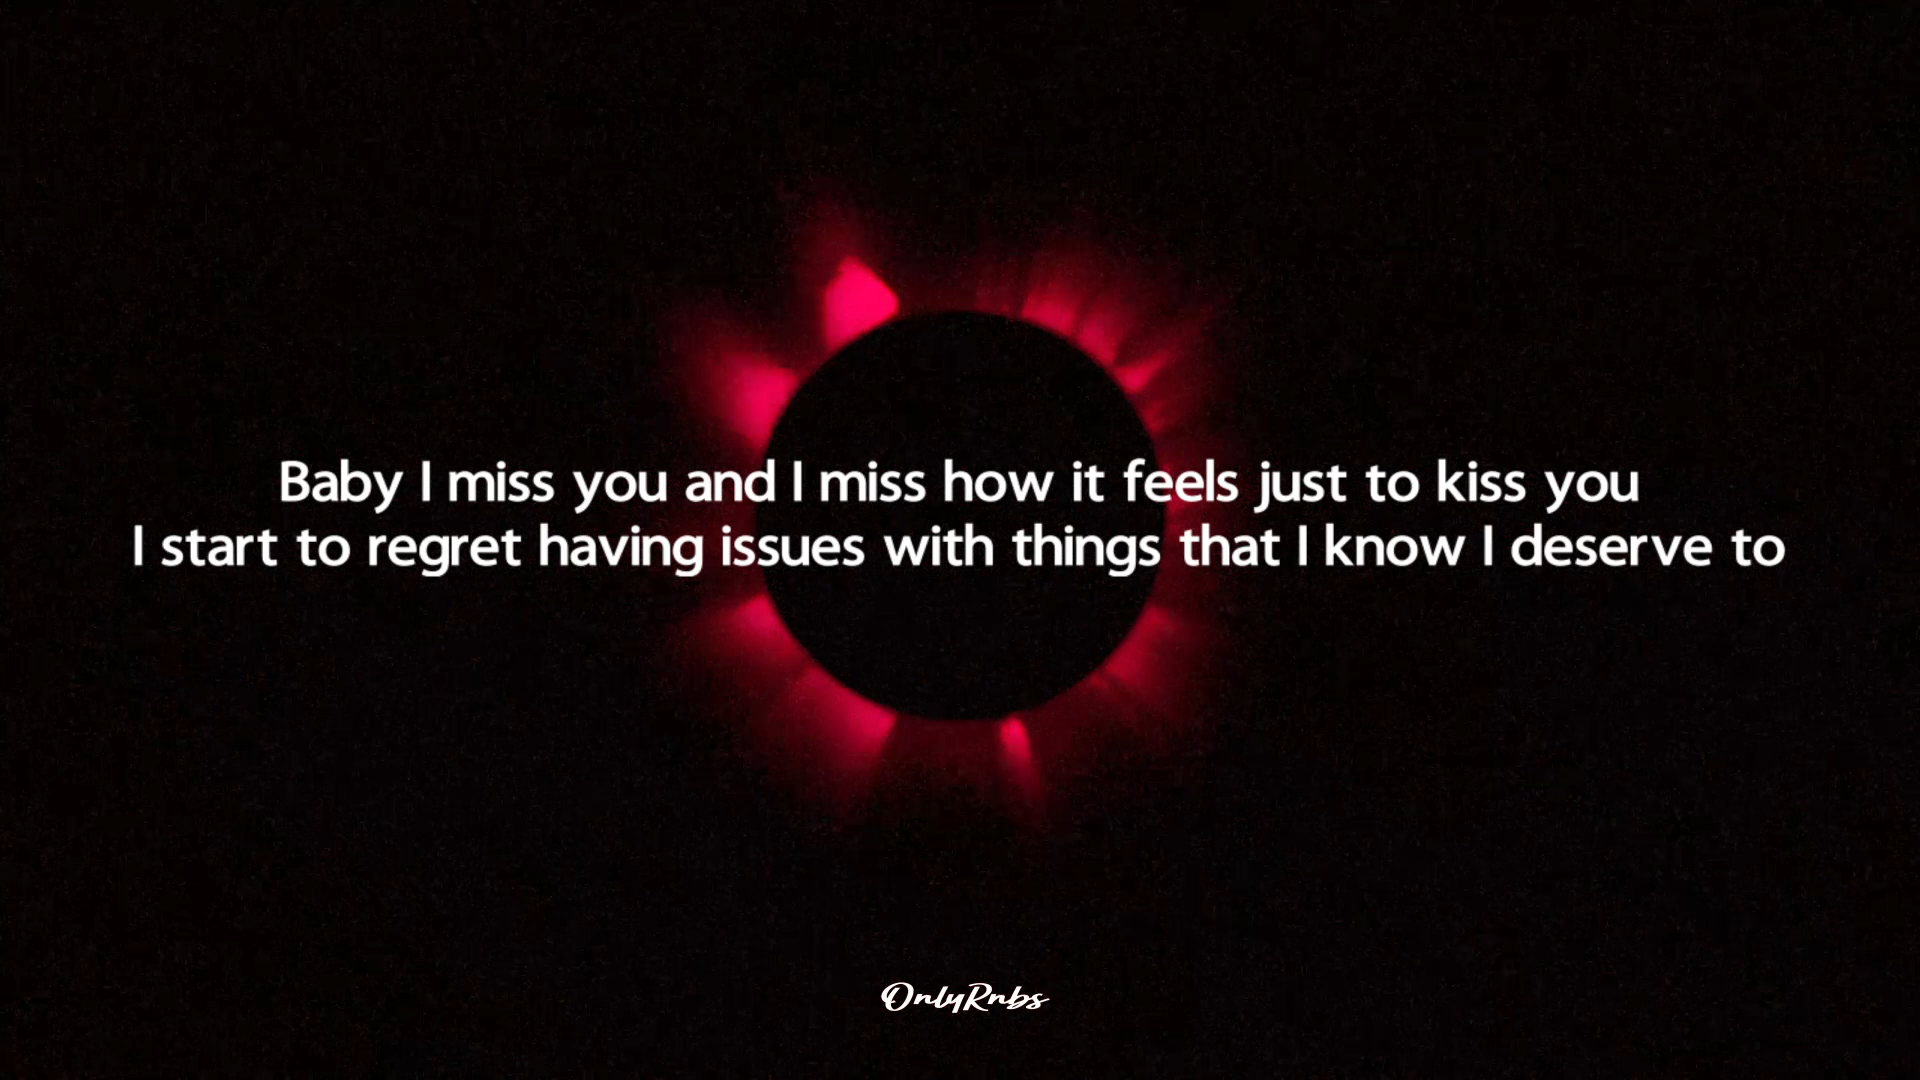 Baby I miss you and I miss how it feels just to kiss you
I start to regret having issues with things that I know I deserve to
OnlyRnbs